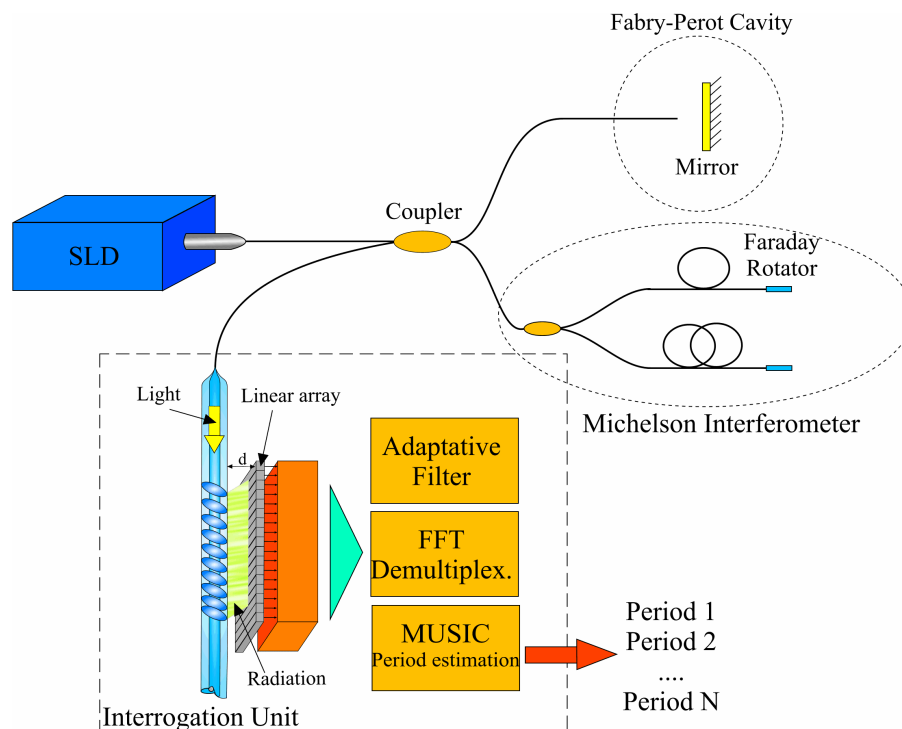 Fabry-Perot Cavity
Mirror
Coupler
SLD
Faraday
Rotator
Michelson Interferometer
Light
Linear array
d
Adaptative
Filter
FFT
Demultiplex.
MUSIC
Period estimation
Radiation
Interrogation Unit
Period 1
Period 2
....
Period N